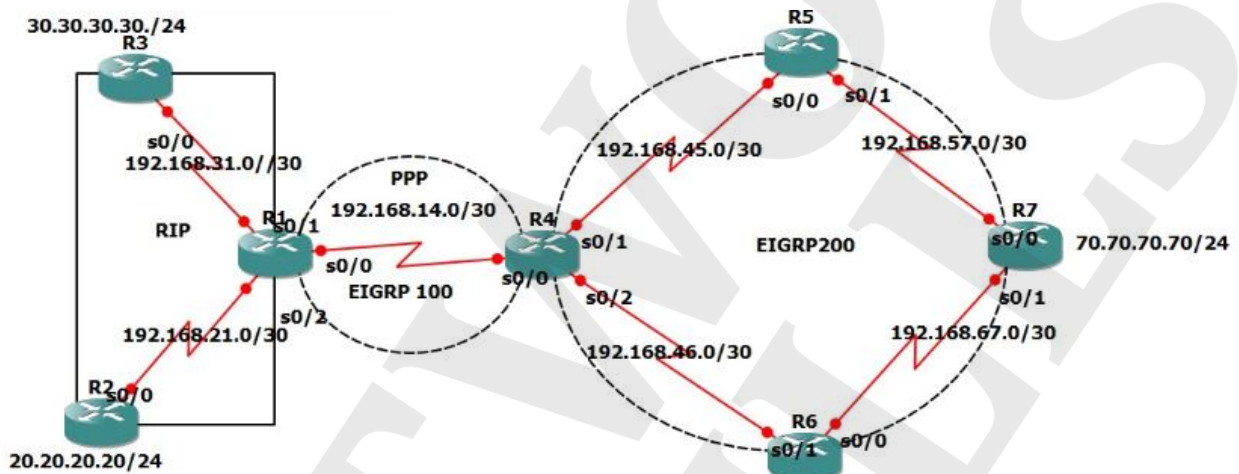 30.30.30.30./24
R3
s0/0
192.168.31.0//30
RIP
R1
s0/1
s0/0
s0/2
192.168.21.0/30
R2
s0/0
20.20.20.20/24
PPP
192.168.14.0/30
EIGRP 100
R4
s0/0
s0/1
s0/2
192.168.45.0/30
R5
s0/0
s0/1
192.168.57.0/30
EIGRP200
R7
s0/0
70.70.70.70/24
s0/1
192.168.67.0/30
192.168.46.0/30
R6
s0/1
s0/0